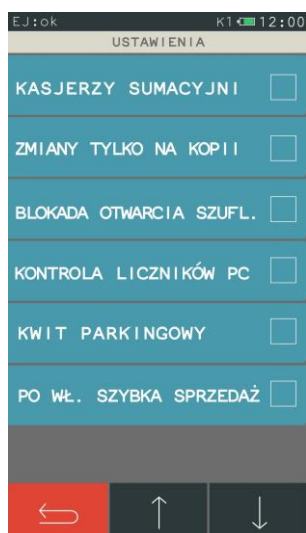 EJ:ok K1 12:00
USTAWIENIA
KASJERZY SUMACYJNI
ZMIANY TYLKO NA KOPII
BLOKADA OTWARCIA SZUFL.
KONTROLA LICZNIKÓW PC
KWIT PARKINGOWY
PO WŁ. SZYBKA SPRZEDAŻ